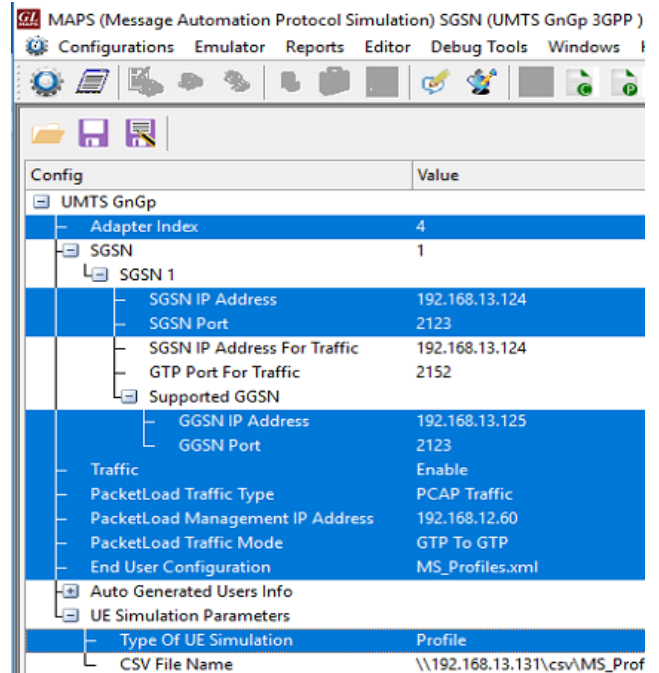 GL MAPS (Message Automation Protocol Simulation) SGSN (UMTS GnGp 3GPP )
Configurations Emulator Reports Editor Debug Tools Windows
Config Value
UMTS GnGp
Adapter Index 4
SGSN 1
SGSN 1
SGSN IP Address 192.168.13.124
SGSN Port 2123
SGSN IP Address For Traffic 192.168.13.124
GTP Port For Traffic 2152
Supported GGSN
GGSN IP Address 192.168.13.125
GGSN Port 2123
Traffic Enable
PacketLoad Traffic Type PCAP Traffic
PacketLoad Management IP Address 192.168.12.60
PacketLoad Traffic Mode GTP To GTP
End User Configuration MS_Profiles.xml
Auto Generated Users Info
UE Simulation Parameters
Type Of UE Simulation Profile
CSV File Name \\192.168.13.131\csv\MS_Prof